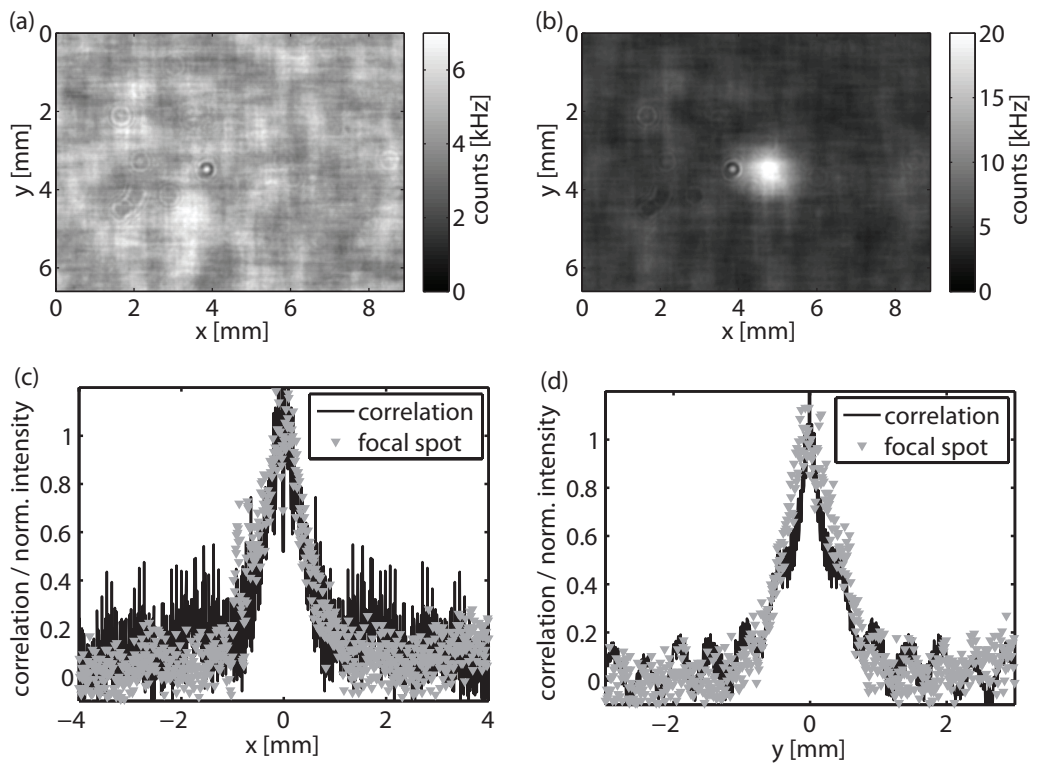 (a)
0
2
4
6
y [mm]
0 2 4 6 8
x [mm]
6
4
2
0
counts [kHz]
(b)
0
2
4
6
y [mm]
0 2 4 6 8
x [mm]
20
15
10
5
0
counts [kHz]
(c)
correlation / norm. intensity
1
0.8
0.6
0.4
0.2
0
−4 −2 0 2 4
x [mm]
correlation
focal spot
(d)
correlation / norm. intensity
1
0.8
0.6
0.4
0.2
0
−2 0 2
y [mm]
correlation
focal spot